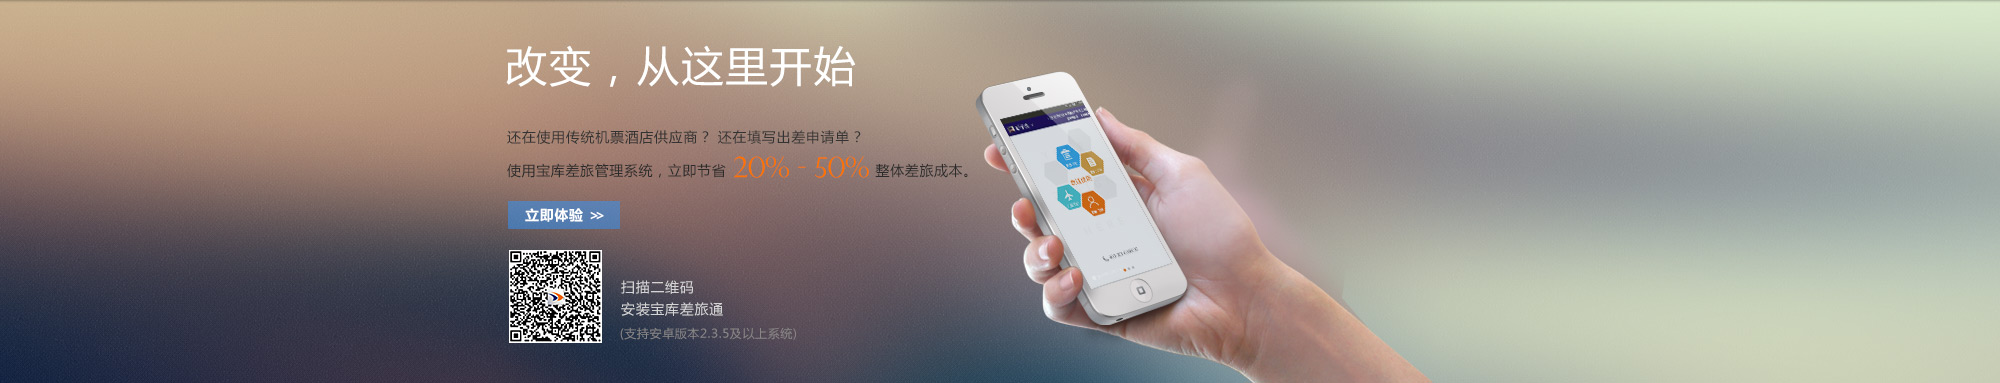 改变，从这里开始
还在使用传统机票酒店供应商？ 还在填写出差申请单？
使用宝库差旅管理系统，立即节省 20% - 50% 整体差旅成本。
立即体验 >>
扫描二维码
安装宝库差旅通
(支持安卓版本2.3.5及以上系统)